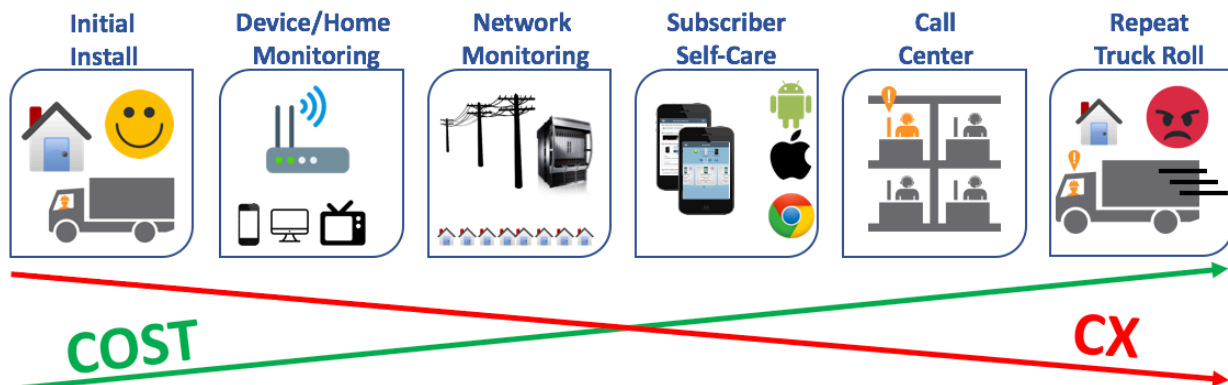 Initial
Install
Device/Home
Monitoring
Network
Monitoring
Subscriber
Self-Care
Call
Center
Repeat
Truck Roll
COST
CX